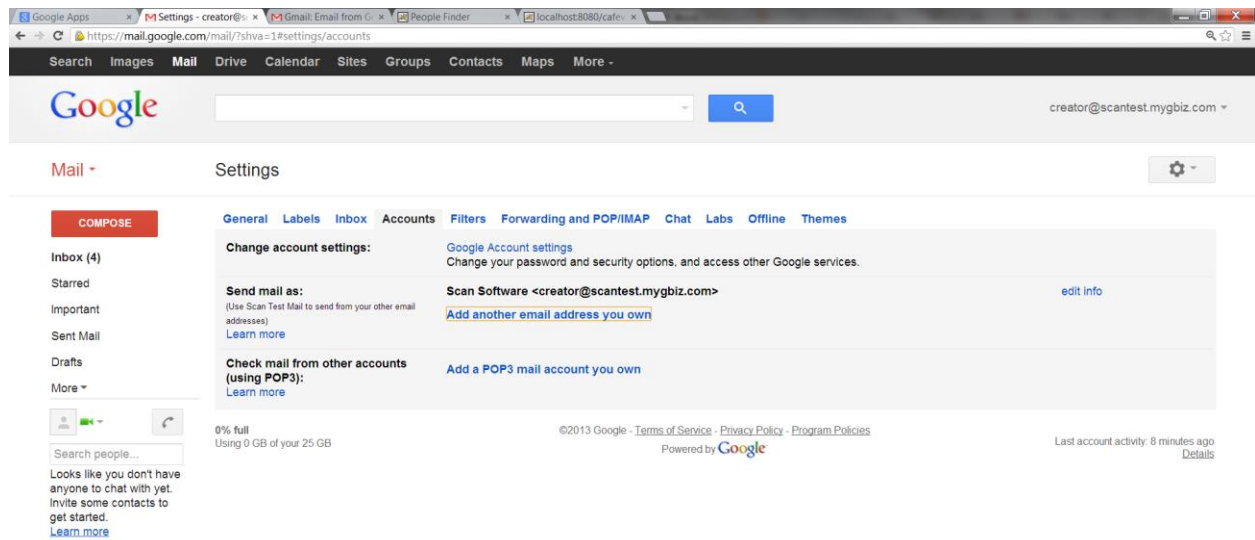 Google Apps
Settings - creator@sc
Gmail: Email from Go
People Finder
localhost:8080/cafev
https://mail.google.com/mail/?shva=1#settings/accounts
Search Images Mail Drive Calendar Sites Groups Contacts Maps More
Google
creator@scantest.mygbiz.com
Mail
Settings
COMPOSE
Inbox (4)
Starred
Important
Sent Mail
Drafts
More
Search people...
Looks like you don't have
anyone to chat with yet.
Invite some contacts to
get started.
Learn more
General Labels Inbox Accounts Filters Forwarding and POP/IMAP Chat Labs Offline Themes
Change account settings:
Google Account settings
Change your password and security options, and access other Google services.
Send mail as:
(Use Scan Test Mail to send from your other email
addresses)
Learn more
Scan Software <creator@scantest.mygbiz.com>
edit info
Add another email address you own
Check mail from other accounts
(using POP3):
Learn more
Add a POP3 mail account you own
0% full
Using 0 GB of your 25 GB
©2013 Google - Terms of Service - Privacy Policy - Program Policies
Powered by Google
Last account activity: 8 minutes ago
Details